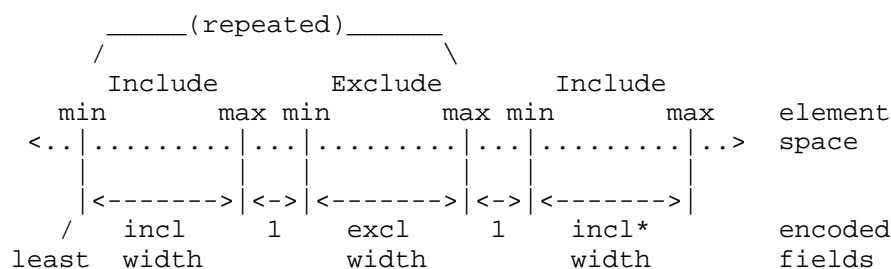 _____(repeated)______
/ \
Include Exclude Include
min max min max min max element
<..|.........|...|.........|...|.........|..> space
| | | | | |
|<------->|<->|<------->|<->|<------->|
/ incl 1 excl 1 incl* encoded
least width width width fields